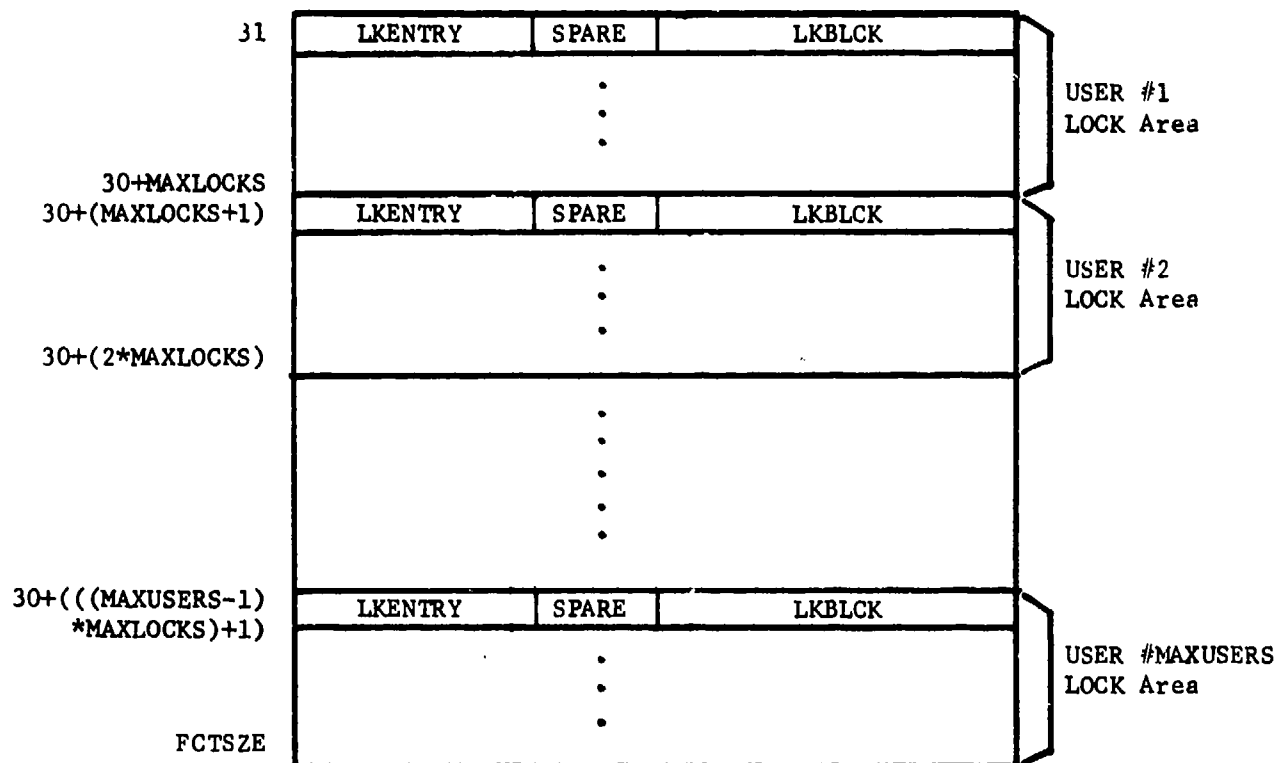 31 LKENTRY SPARE LKBLCK
USER #1
LOCK Area
30+MAXLOCKS
30+(MAXLOCKS+1) LKENTRY SPARE LKBLCK
USER #2
LOCK Area
30+(2*MAXLOCKS)
30+(((MAXUSERS-1)
*MAXLOCKS)+1)
LKENTRY SPARE LKBLCK
USER #MAXUSERS
LOCK Area
FCTSZE